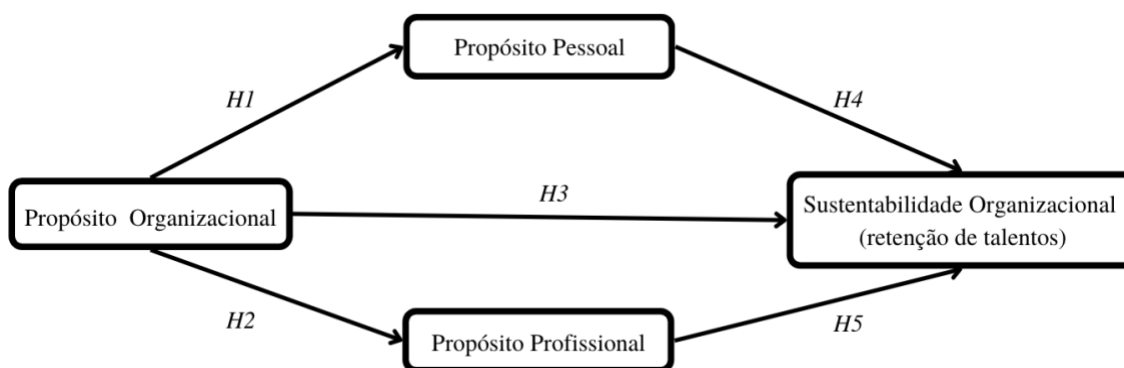 Propósito Pessoal
H1
H4
Propósito Organizacional
H3
Sustentabilidade Organizacional
(retenção de talentos)
H2
H5
Propósito Profissional